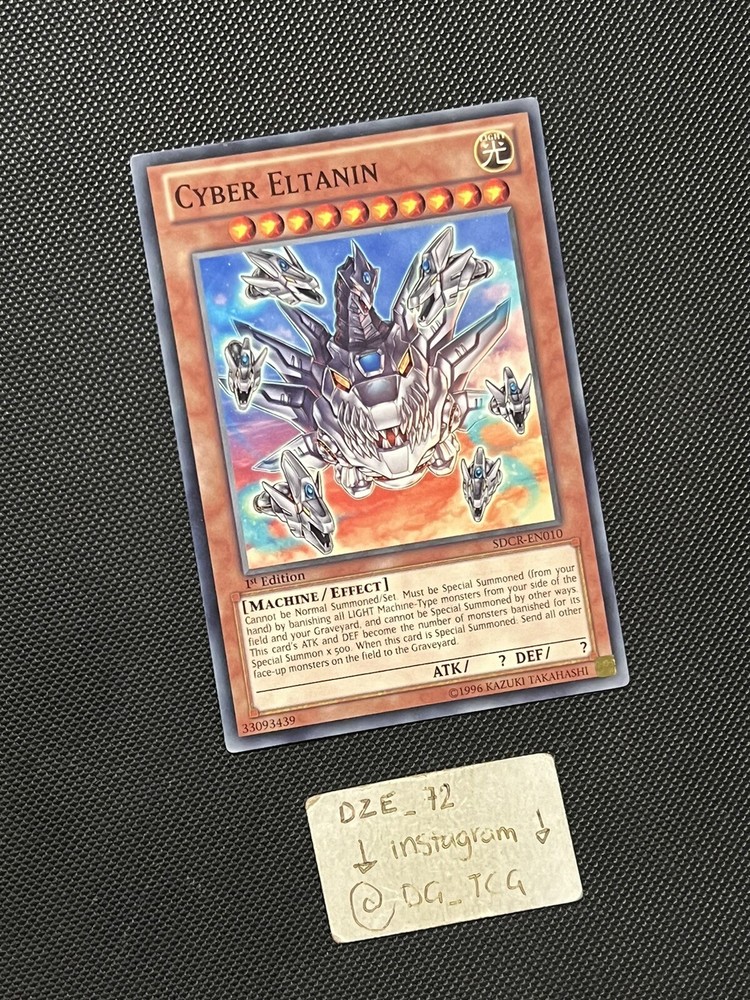 CYBER ELTANIN
LIGHT
光
SDCR-EN010
1st Edition
[MACHINE/EFFECT]
Cannot be Normal Summoned/Set. Must be Special Summoned (from your
hand) by banishing all LIGHT Machine-Type monsters from your side of the
field and your Graveyard, and cannot be Special Summoned by other ways.
This card's ATK and DEF become the number of monsters banished for its
Special Summon x 500. When this card is Special Summoned: Send all other
face-up monsters on the field to the Graveyard.
ATK/ ? DEF/ ?
33093439
©1996 KAZUKI TAKAHASHI
DZE_72
↓ instagram ↓
@DG_TCG